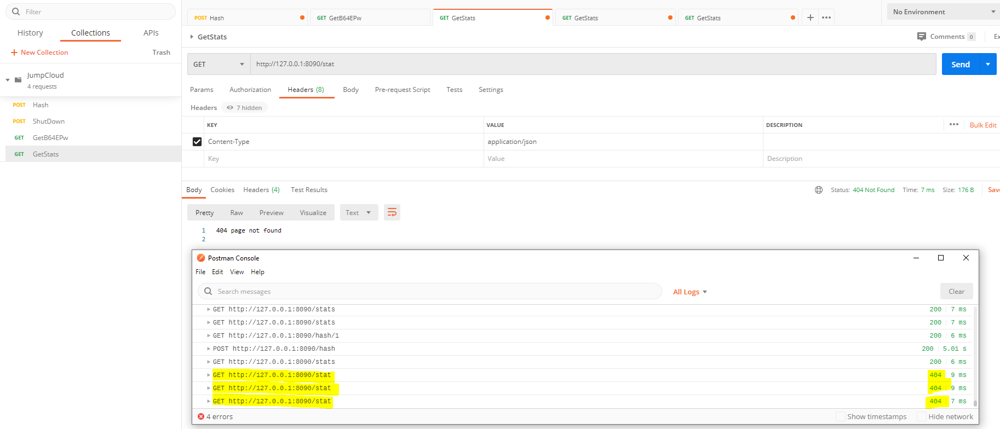 Filter
History Collections APIs
New Collection Trash
JumpCloud
4 requests
POST Hash
POST ShutDown
GET GetB64EPw
GET GetStats
POST Hash GET GetB64EPw GET GetStats GET GetStats GET GetStats
No Environment
GetStats Comments 0 Ex
GET http://127.0.0.1:8090/stat Send
Params Authorization Headers (8) Body Pre-request Script Tests Settings
Headers 7 hidden
KEY VALUE DESCRIPTION Bulk Edit
Content-Type application/json
Key Value Description
Body Cookies Headers (4) Test Results Status: 404 Not Found Time: 7 ms Size: 176 B Save
Pretty Raw Preview Visualize Text
1 404 page not found
2
Postman Console
File Edit View Help
Search messages All Logs Clear
GET http://127.0.0.1:8090/stats 200 7 ms
GET http://127.0.0.1:8090/stats 200 7 ms
GET http://127.0.0.1:8090/hash/1 200 6 ms
POST http://127.0.0.1:8090/hash 200 5.01 s
GET http://127.0.0.1:8090/stats 200 6 ms
GET http://127.0.0.1:8090/stat 404 9 ms
GET http://127.0.0.1:8090/stat 404 9 ms
GET http://127.0.0.1:8090/stat 404 7 ms
4 errors Show timestamps Hide network